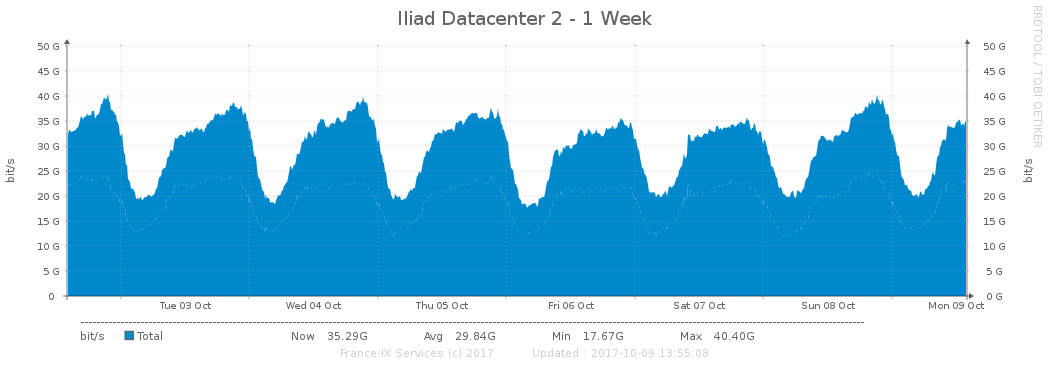 Iliad Datacenter 2 - 1 Week
RRDTOOL / TOBI OETIKER
50 G 50 G
45 G 45 G
40 G 40 G
35 G 35 G
30 G 30 G
25 G 25 G
20 G 20 G
15 G 15 G
10 G 10 G
5 G 5 G
0 0 G
bit/s bit/s
Tue 03 Oct Wed 04 Oct Thu 05 Oct Fri 06 Oct Sat 07 Oct Sun 08 Oct Mon 09 Oct
bit/s Total Now 35.29G Avg 29.84G Min 17.67G Max 40.40G
France-IX Services (c) 2017 Updated : 2017-10-09 13:55:08